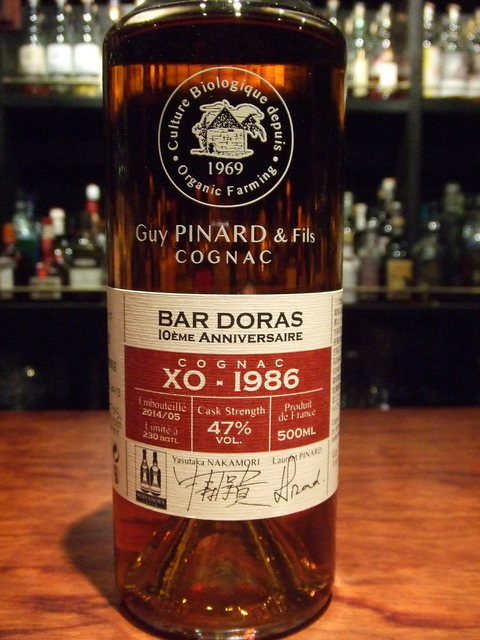 Culture Biologique depuis
1969
Organic Farming
Guy PINARD & Fils
COGNAC
BAR DORAS
10ÈME ANNIVERSAIRE
COGNAC
XO - 1986
Embouteillé
2014/05
Limité à
230 BOTL
Cask Strength
47%
VOL.
Produit
de France
500ML
Yasutaka NAKAMORI
Laurent PINARD